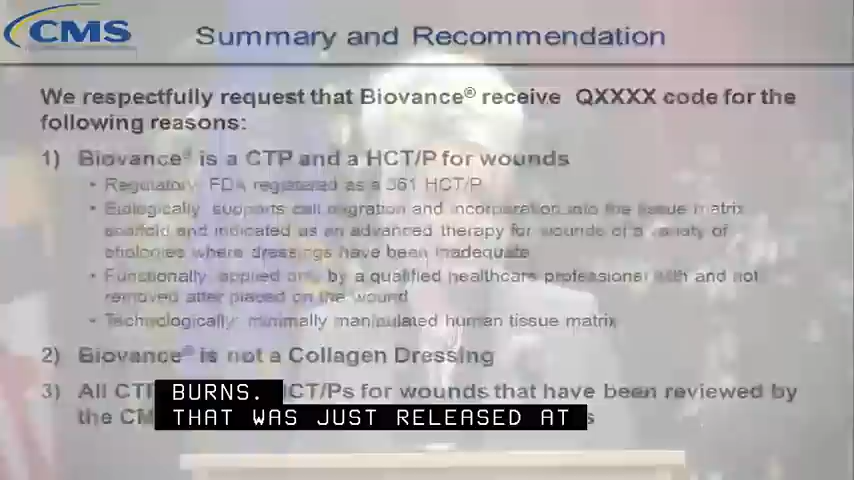 CMS
Summary and Recommendation
We respectfully request that Biovance® receive QXXXX code for the
following reasons:
1) Biovance® is a CTP and a HCT/P for wounds
• Regulatory: FDA registered as a 361 HCT/P
• Biologically: supports cell migration and incorporation into the tissue matrix
scaffold and indicated as an advanced therapy for wounds of a variety of
etiologies where dressings have been inadequate
• Functionally: applied only by a qualified healthcare professional with and not
removed after placed on the wound
• Technologically: minimally manipulated human tissue matrix
2) Biovance® is not a Collagen Dressing
3) All HCT/Ps for wounds that have been reviewed by
the
BURNS.
THAT WAS JUST RELEASED AT